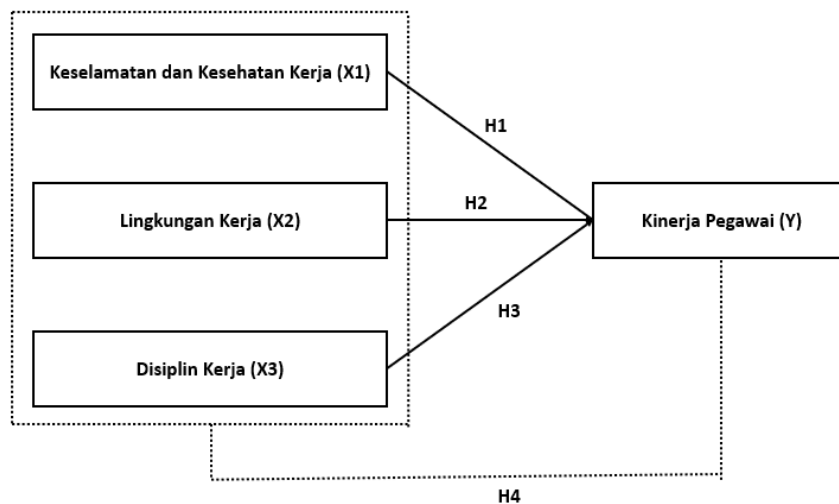 Keselamatan dan Kesehatan Kerja (X1)
H1
Lingkungan Kerja (X2)
H2
Kinerja Pegawai (Y)
H3
Disiplin Kerja (X3)
H4